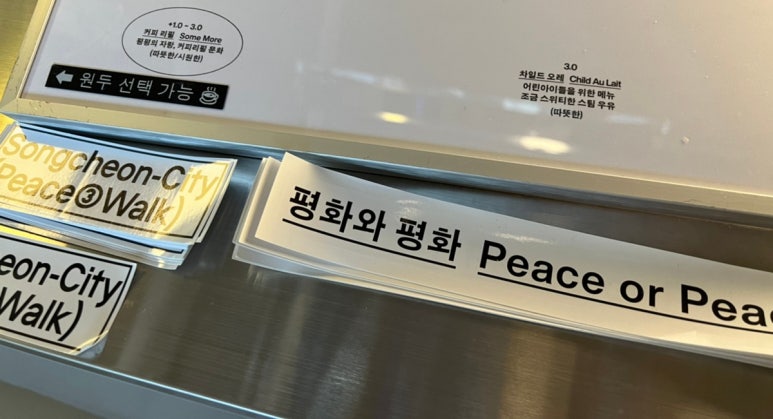 +1.0 - 3.0
커피 리필 Some More
핑핑의 자랑, 커피리필 문화
(따뜻한/시원한)
← 원두 선택 가능
3.0
차일드 오레 Child Au Lait
어린아이들을 위한 메뉴
조금 스위티한 스팀 우유
(따뜻한)
Songcheon-City
(Peace③Walk)
eon-City
Walk)
평화와 평화 Peace or Peac